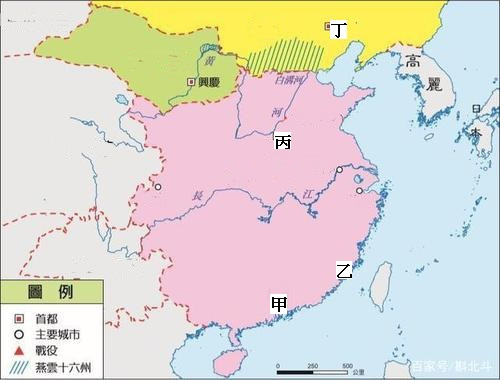 丁
黃
高
麗
興慶
白溝河
河
日本
丙
長
江
乙
甲
圖例
首都
主要城市
戰役
燕雲十六州
0 250 500
公里
百家号/斟北斗